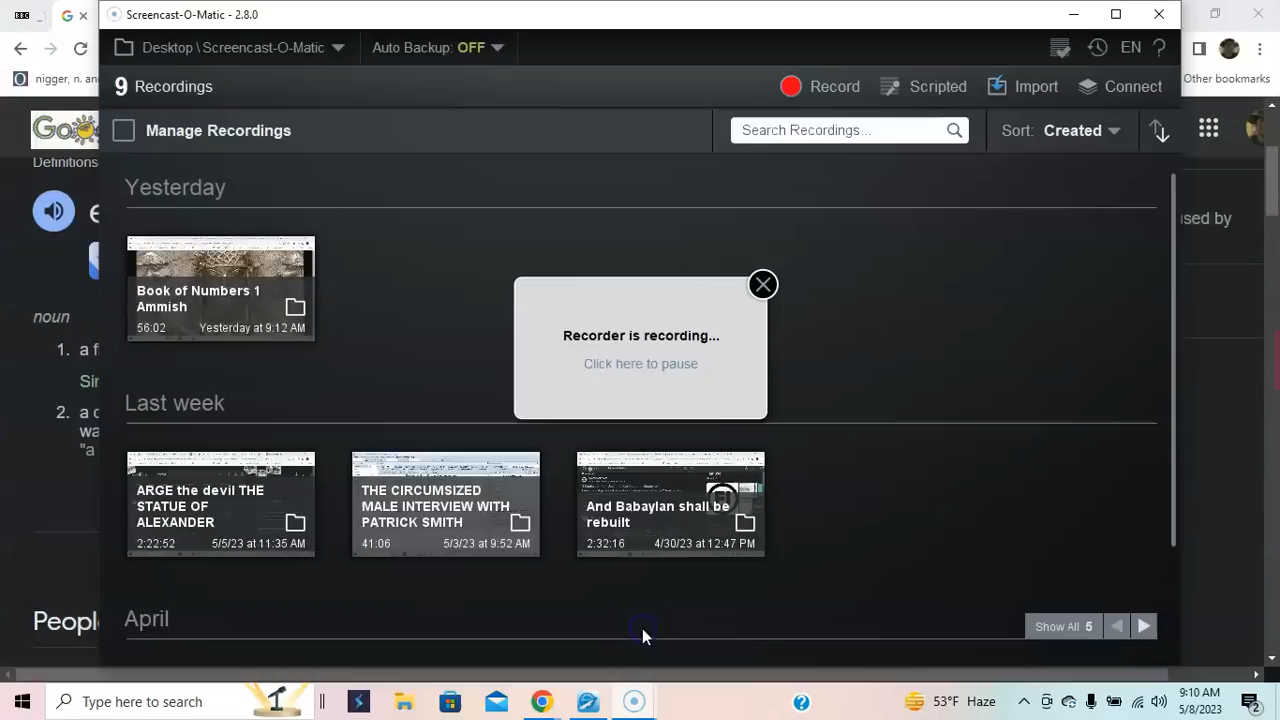 Screencast-O-Matic - 2.8.0
Desktop \ Screencast-O-Matic
Auto Backup: OFF
EN ?
nigger, n. an
Other bookmarks
9 Recordings
Record
Scripted
Import
Connect
Manage Recordings
Search Recordings...
Sort: Created
Definitions
Yesterday
used by
Book of Numbers 1
Ammish
56:02 Yesterday at 9:12 AM
noun
Recorder is recording...
Click here to pause
1.
2.
Last week
ARGE the devil THE
STATUE OF
ALEXANDER
2:22:52 5/5/23 at 11:35 AM
THE CIRCUMSIZED
MALE INTERVIEW WITH
PATRICK SMITH
41:06 5/3/23 at 9:52 AM
And Babaylan shall be
rebuilt
2:32:16 4/30/23 at 12:47 PM
April
Show All 5
Peopl
Type here to search
53°F Haze
9:10 AM
5/8/2023
2